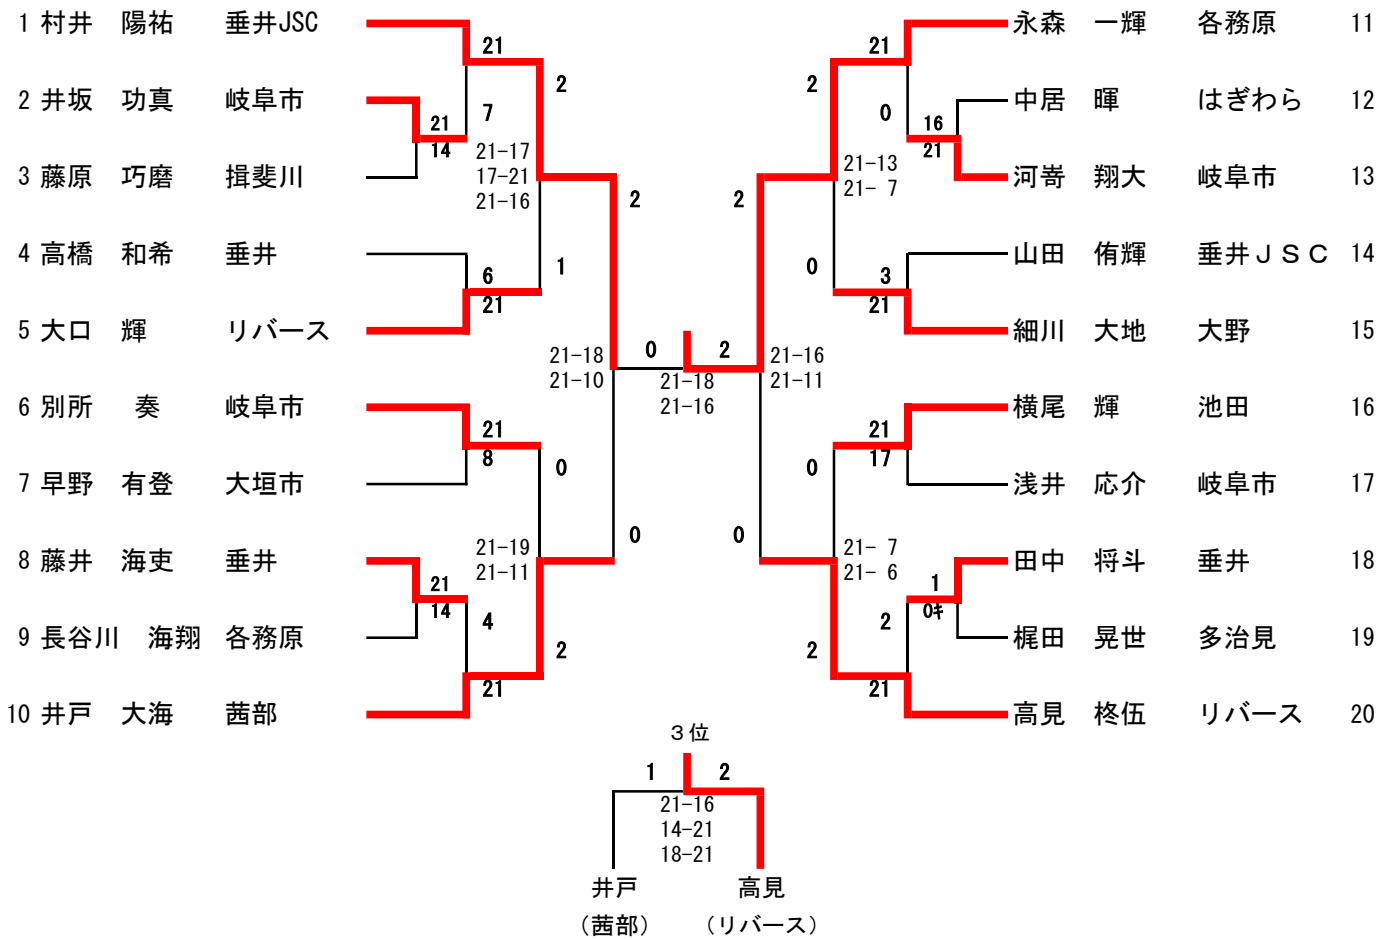 1 村井 陽祐 垂井JSC
21
永森 一輝 各務原 11
21
2
2
2 井坂 功真 岐阜市
21
14
7
中居 暉 はぎわら 12
0
16
21
3 藤原 巧磨 揖斐川
21-17
17-21
21-16
21-13
21- 7
河嵜 翔大 岐阜市 13
2
2
4 高橋 和希 垂井
6
21
1
山田 侑輝 垂井ＪＳＣ 14
0
3
21
5 大口 輝 リバース
細川 大地 大野 15
21-18
21-10
0
2
21-18
21-16
21-16
21-11
6 別所 奏 岐阜市
21
8
横尾 輝 池田 16
21
17
0
0
7 早野 有登 大垣市
浅井 応介 岐阜市 17
0
0
21-19
21-11
21- 7
21- 6
8 藤井 海吏 垂井
21
14
田中 将斗 垂井 18
1
0ｷ
4
2
9 長谷川 海翔 各務原
2
2
梶田 晃世 多治見 19
21
21
10 井戸 大海 茜部
高見 柊伍 リバース 20
３位
1
2
21-16
14-21
18-21
井戸
高見
（茜部）
（リバース）